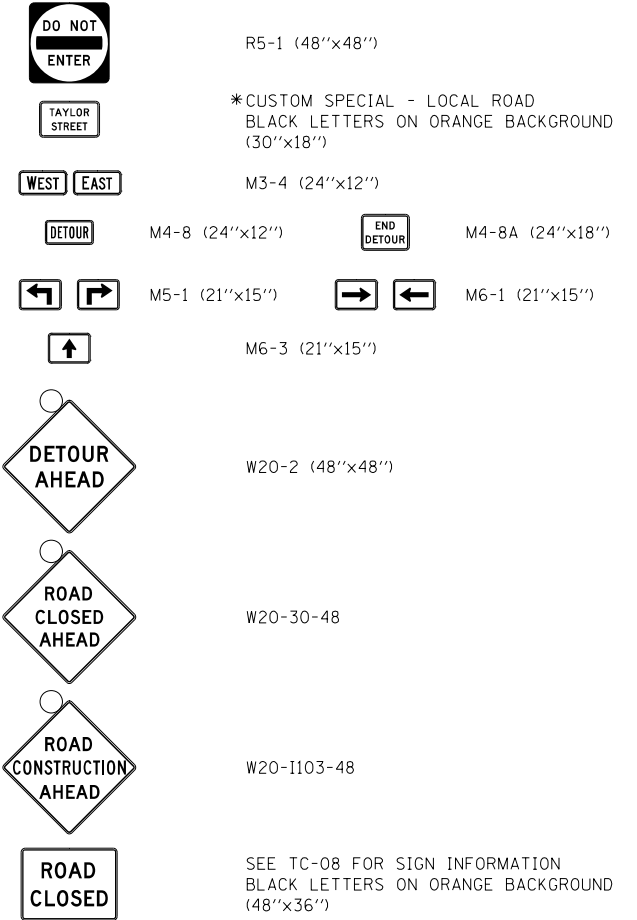 DO NOT
ENTER
R5-1 (48''x48'')
TAYLOR
STREET
*CUSTOM SPECIAL - LOCAL ROAD
BLACK LETTERS ON ORANGE BACKGROUND
(30''x18'')
WEST EAST M3-4 (24''x12'')
DETOUR M4-8 (24''x12'')
END
DETOUR
M4-8A (24''x18'')
M5-1 (21''x15'') M6-1 (21''x15'')
M6-3 (21''x15'')
DETOUR
AHEAD
W20-2 (48''x48'')
ROAD
CLOSED
AHEAD
W20-30-48
ROAD
CONSTRUCTION
AHEAD
W20-I103-48
ROAD
CLOSED
SEE TC-08 FOR SIGN INFORMATION
BLACK LETTERS ON ORANGE BACKGROUND
(48''x36'')